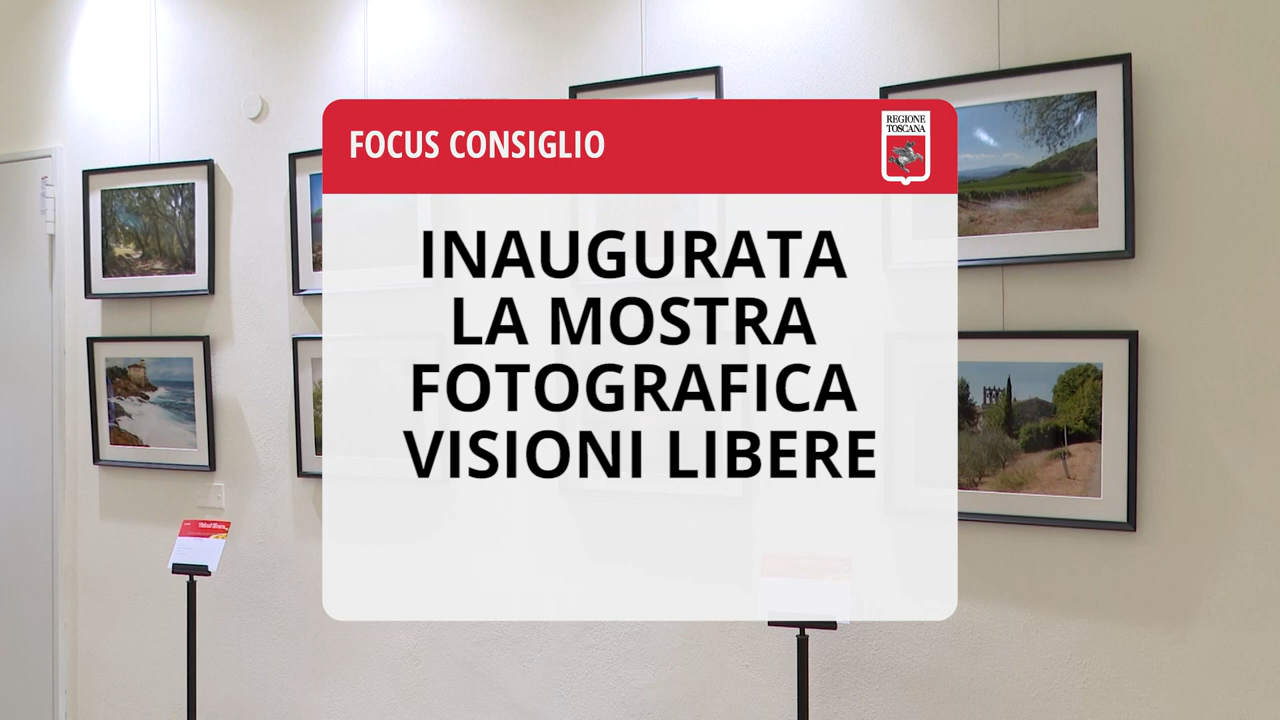 FOCUS CONSIGLIO
REGIONE
TOSCANA
INAUGURATA
LA MOSTRA
FOTOGRAFICA
VISIONI LIBERE